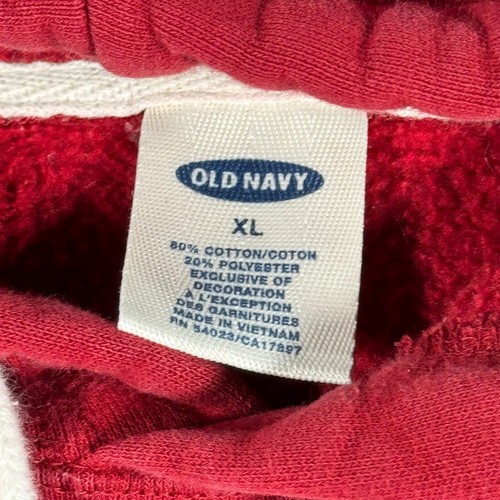 OLD NAVY
XL
80% COTTON/COTON
20% POLYESTER
EXCLUSIVE OF
DECORATION
À L'EXCEPTION
DES GARNITURES
MADE IN VIETNAM
RN 54023/CA17897